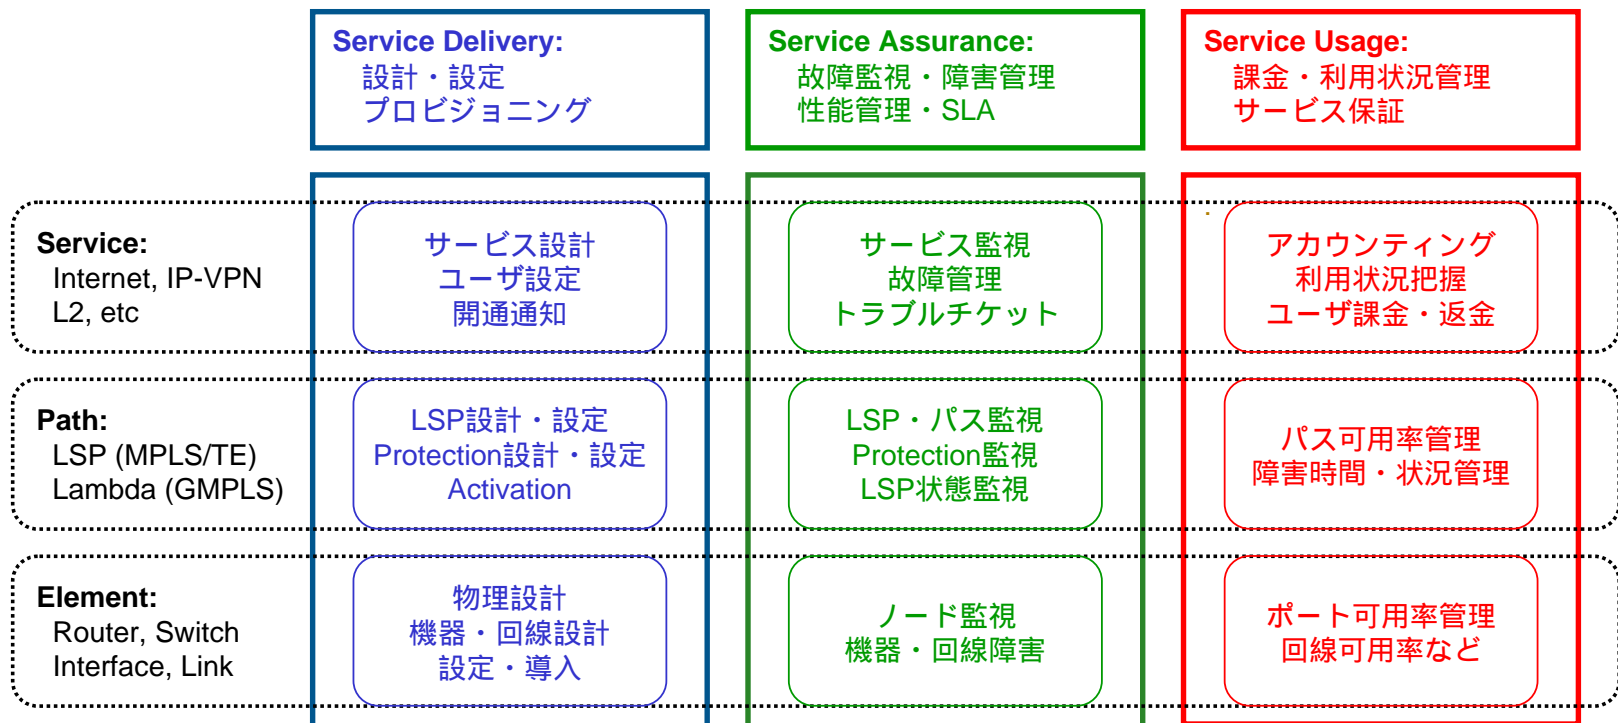 Service Delivery:
設計・設定
プロビジョニング
Service Assurance:
故障監視・障害管理
性能管理・SLA
Service Usage:
課金・利用状況管理
サービス保証
Service:
Internet, IP-VPN
L2, etc
サービス設計
ユーザ設定
開通通知
サービス監視
故障管理
トラブルチケット
アカウンティング
利用状況把握
ユーザ課金・返金
Path:
LSP (MPLS/TE)
Lambda (GMPLS)
LSP設計・設定
Protection設計・設定
Activation
LSP・パス監視
Protection監視
LSP状態監視
パス可用率管理
障害時間・状況管理
Element:
Router, Switch
Interface, Link
物理設計
機器・回線設計
設定・導入
ノード監視
機器・回線障害
ポート可用率管理
回線可用率など